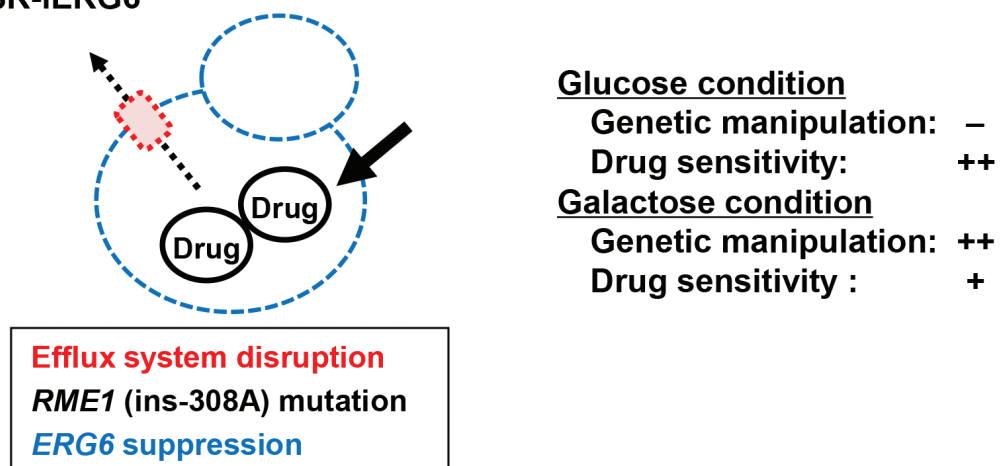 Glucose condition
Genetic manipulation: –
Drug sensitivity: ++
Galactose condition
Genetic manipulation: ++
Drug sensitivity : +
Drug
Drug
Efflux system disruption
RME1 (ins-308A) mutation
ERG6 suppression